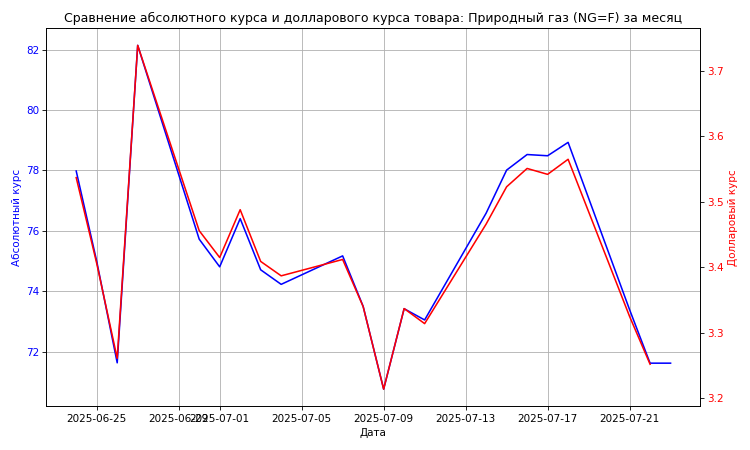 Сравнение абсолютного курса и долларового курса товара: Природный газ (NG=F) за месяц
Абсолютный курс
82
80
78
76
74
72
3.7
3.6
3.5
3.4
3.3
3.2
Долларовый курс
2025-06-25 2025-06-29 2025-07-01 2025-07-05 2025-07-09 2025-07-13 2025-07-17 2025-07-21
Дата